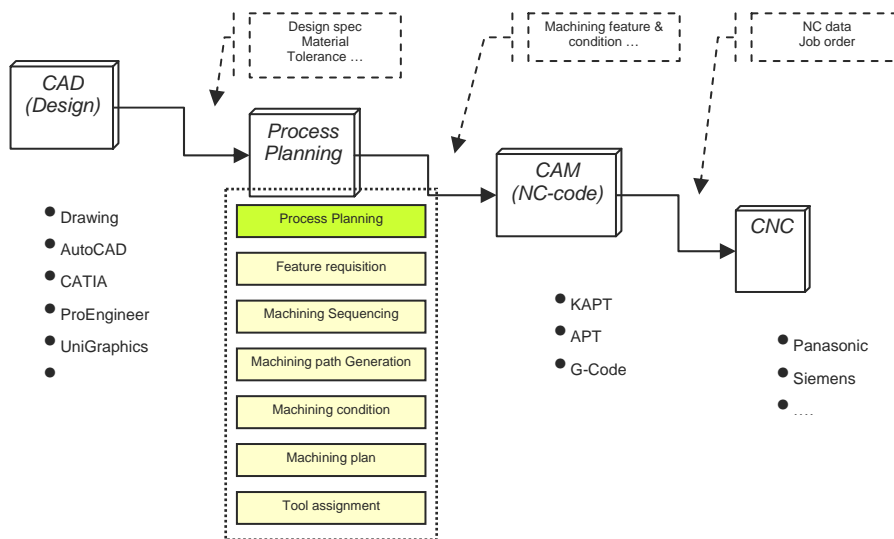 Design spec
Material
Tolerance …
Machining feature &
condition …
NC data
Job order
CAD
(Design)
Process
Planning
CAM
(NC-code)
CNC
Drawing
AutoCAD
CATIA
ProEngineer
UniGraphics
Process Planning
Feature requisition
Machining Sequencing
Machining path Generation
Machining condition
Machining plan
Tool assignment
KAPT
APT
G-Code
Panasonic
Siemens
….